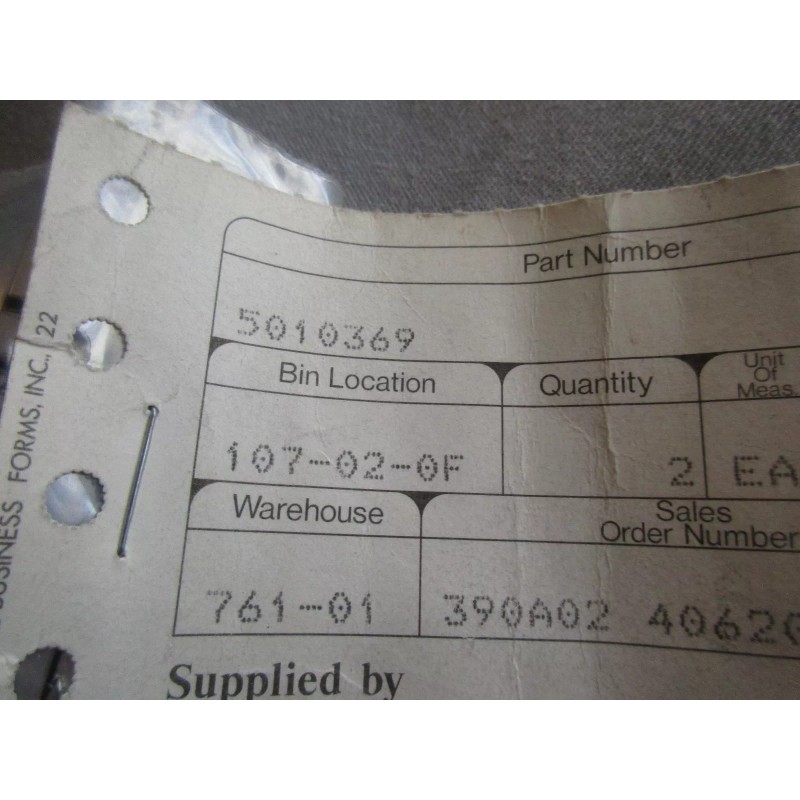 Part Number
5010369
Bin Location
Quantity
Unit
Of
Meas.
107-02-0F
2
EA
Warehouse
Sales
Order Number
761-01
390A02 4062
Supplied by
BUSINESS FORMS, INC., 22